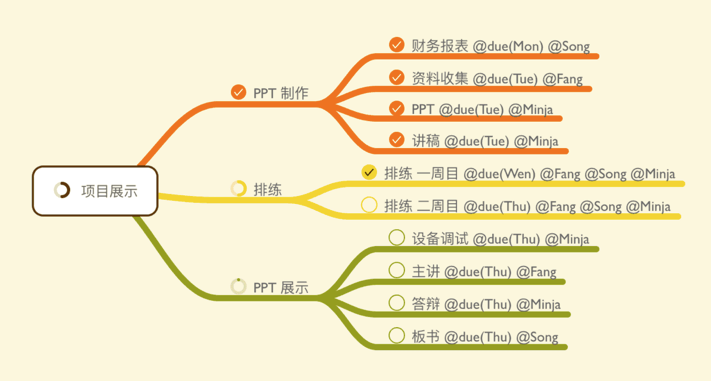 项目展示
PPT 制作
财务报表 @due(Mon) @Song
资料收集 @due(Tue) @Fang
PPT @due(Tue) @Minja
讲稿 @due(Tue) @Minja
排练
排练 一周目 @due(Wen) @Fang @Song @Minja
排练 二周目 @due(Thu) @Fang @Song @Minja
PPT 展示
设备调试 @due(Thu) @Minja
主讲 @due(Thu) @Fang
答辩 @due(Thu) @Minja
板书 @due(Thu) @Song